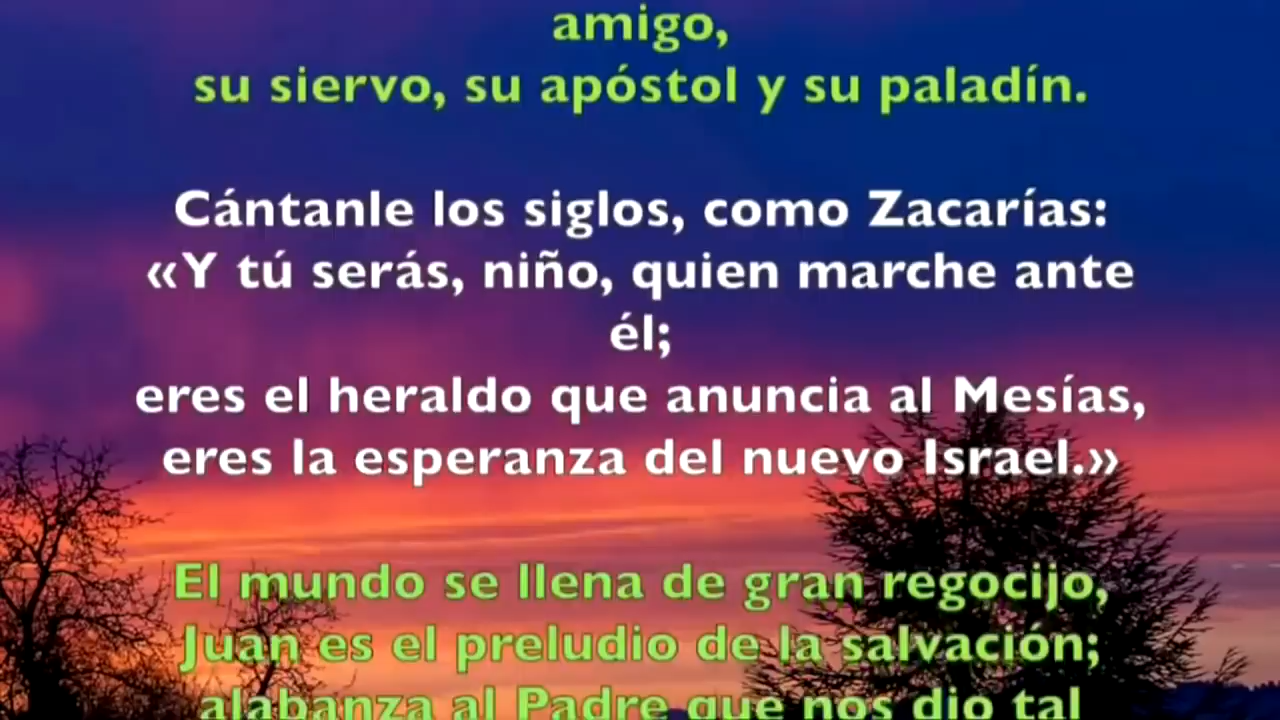 amigo,
su siervo, su apóstol y su paladín.
Cántanle los siglos, como Zacarías:
«Y tú serás, niño, quien marche ante
él;
eres el heraldo que anuncia al Mesías,
eres la esperanza del nuevo Israel.»
El mundo se llena de gran regocijo,
Juan es el preludio de la salvación;
alabanza al Padre que nos dio tal